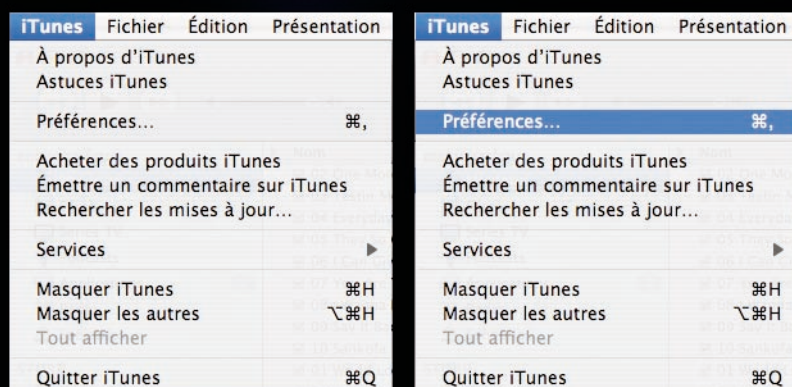 iTunes Fichier Édition Présentation
À propos d’iTunes
Astuces iTunes
Préférences... ⌘,
Acheter des produits iTunes
Émettre un commentaire sur iTunes
Rechercher les mises à jour...
Services
Masquer iTunes ⌘H
Masquer les autres ⌥⌘H
Tout afficher
Quitter iTunes ⌘Q
iTunes Fichier Édition Présentation
À propos d’iTunes
Astuces iTunes
Préférences... ⌘,
Acheter des produits iTunes
Émettre un commentaire sur iTunes
Rechercher les mises à jour...
Services
Masquer iTunes ⌘H
Masquer les autres ⌥⌘H
Tout afficher
Quitter iTunes ⌘Q